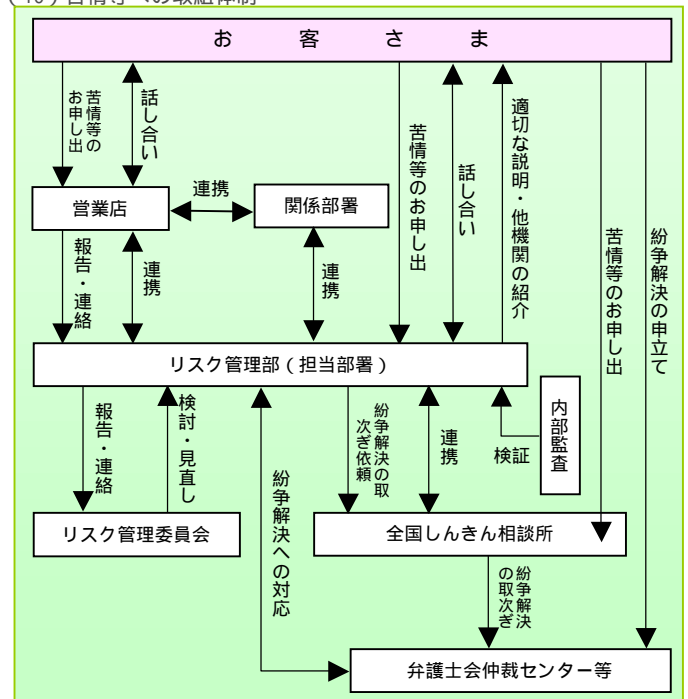 (10)苦情等への取組体制
お客さま
苦情等の
お申し出
話し合い
苦情等のお申し出
話し合い
適切な説明・他機関の紹介
苦情等のお申し出
紛争解決の申立て
営業店
連携
関係部署
報告・連絡
連携
連携
リスク管理部(担当部署)
報告・連絡
検討・見直し
紛争解決への対応
紛争解決の取
次ぎ依頼
連携
検証
内部監査
リスク管理委員会
全国しんきん相談所
紛争解決
の取次ぎ
弁護士会仲裁センター等